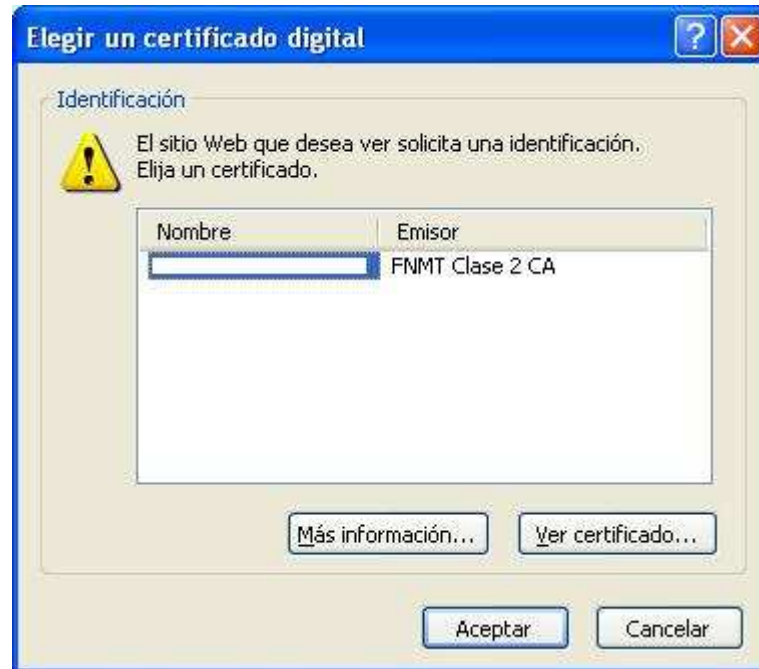 Elegir un certificado digital
Identificación
El sitio Web que desea ver solicita una identificación.
Elija un certificado.
Nombre Emisor
FNMT Clase 2 CA
Más información... Ver certificado...
Aceptar Cancelar